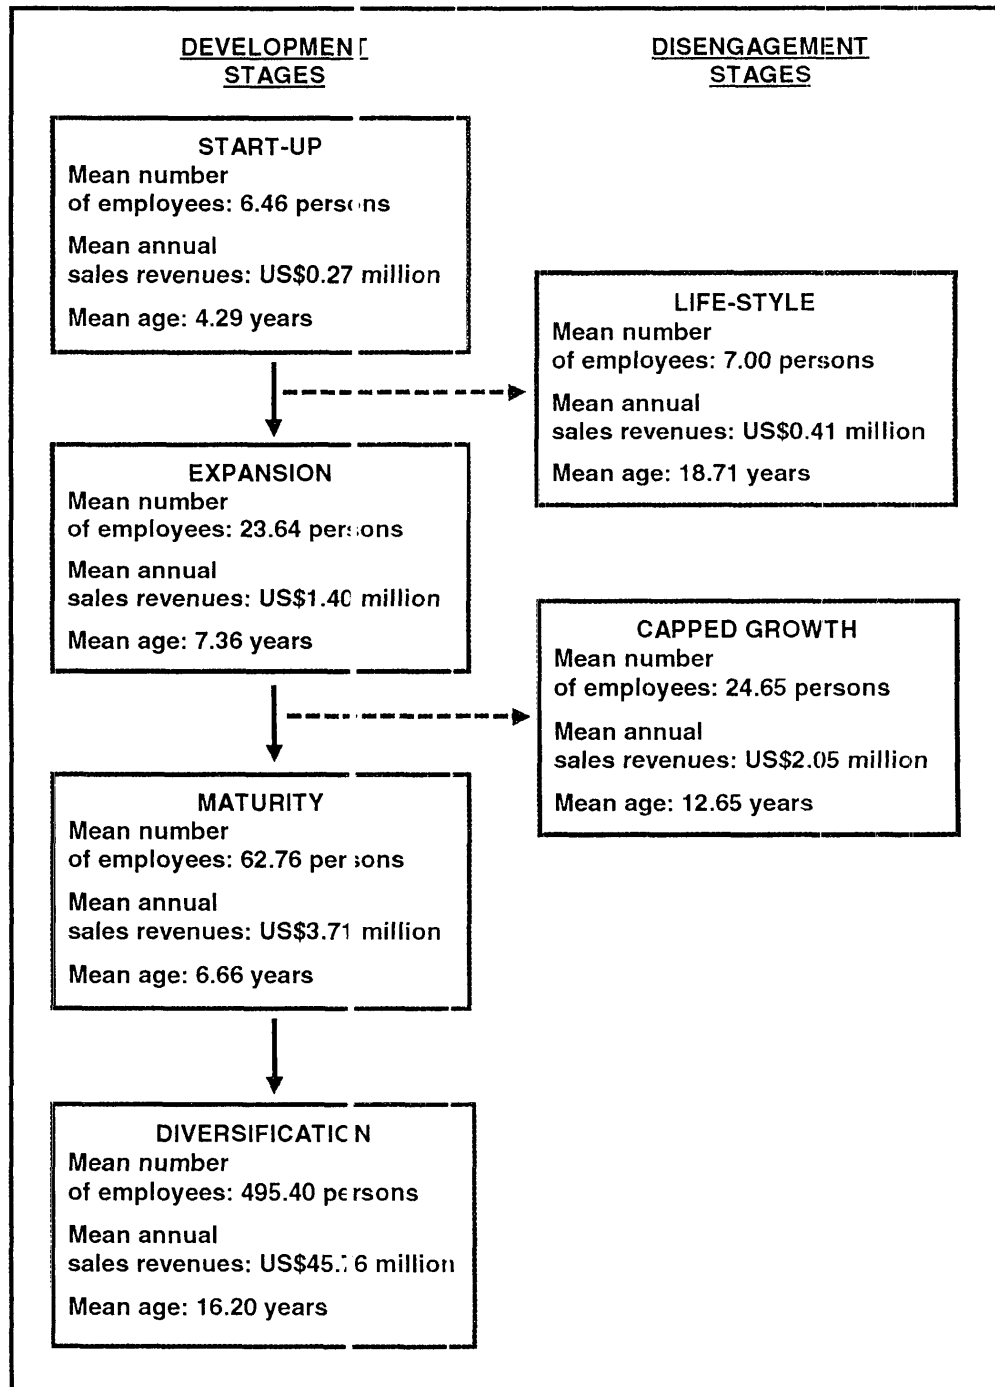 DEVELOPMENT
STAGES
DISENGAGEMENT
STAGES
START-UP
Mean number
of employees: 6.46 persons
Mean annual
sales revenues: US$0.27 million
Mean age: 4.29 years
LIFE-STYLE
Mean number
of employees: 7.00 persons
Mean annual
sales revenues: US$0.41 million
Mean age: 18.71 years
EXPANSION
Mean number
of employees: 23.64 persons
Mean annual
sales revenues: US$1.40 million
Mean age: 7.36 years
CAPPED GROWTH
Mean number
of employees: 24.65 persons
Mean annual
sales revenues: US$2.05 million
Mean age: 12.65 years
MATURITY
Mean number
of employees: 62.76 persons
Mean annual
sales revenues: US$3.71 million
Mean age: 6.66 years
DIVERSIFICATION
Mean number
of employees: 495.40 persons
Mean annual
sales revenues: million
Mean age: 16.20 years